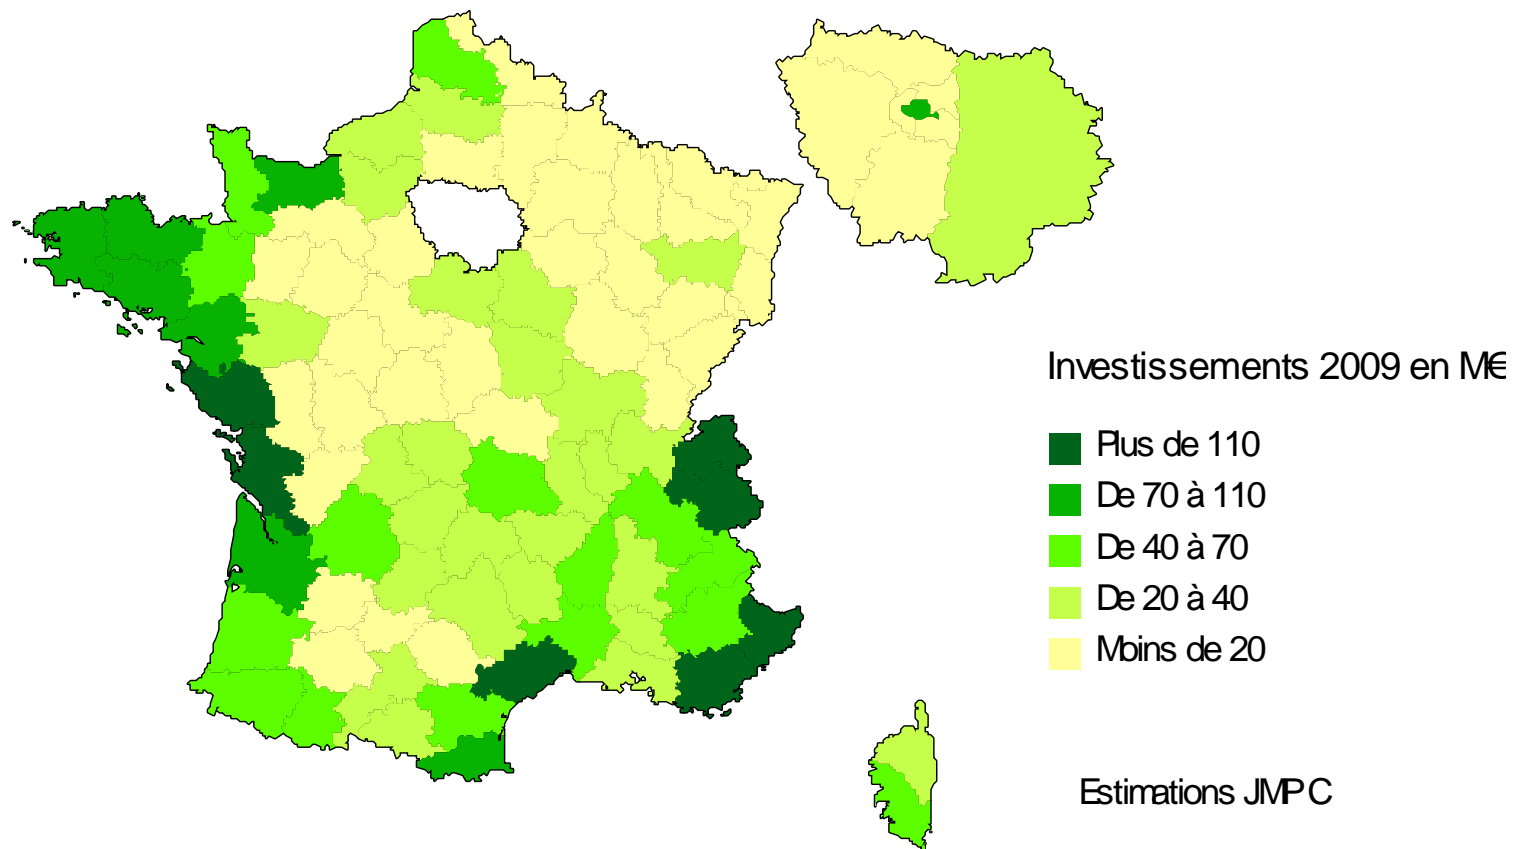 Investissements 2009 en M€
Plus de 110
De 70 à 110
De 40 à 70
De 20 à 40
Moins de 20
Estimations JMPC